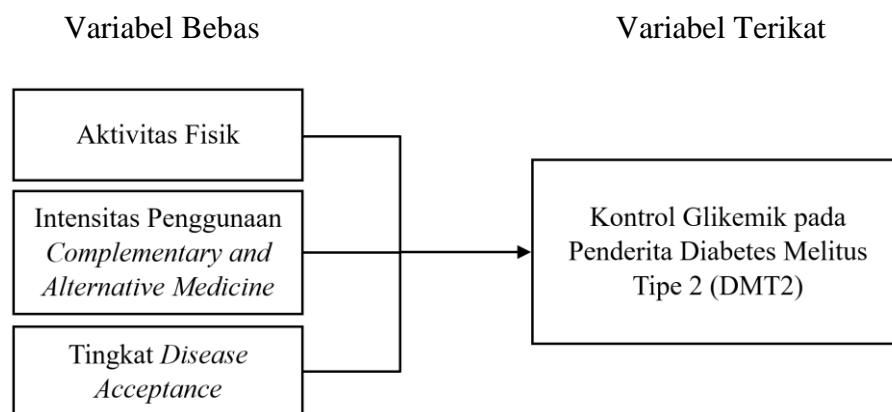 Variabel Bebas
Variabel Terikat
Aktivitas Fisik
Intensitas Penggunaan
Complementary and
Alternative Medicine
Tingkat Disease
Acceptance
Kontrol Glikemik pada
Penderita Diabetes Melitus
Tipe 2 (DMT2)